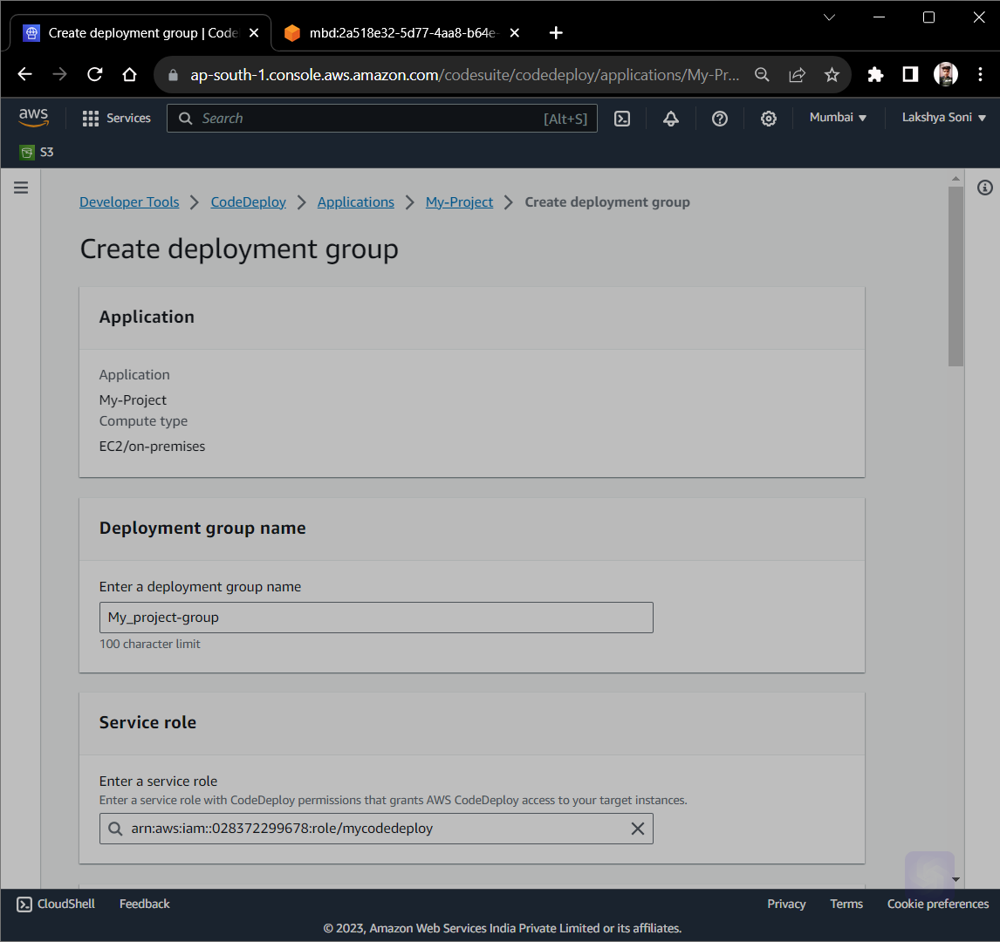 Create deployment group | Code
mbd:2a518e32-5d77-4aa8-b64e-
ap-south-1.console.aws.amazon.com/codesuite/codedeploy/applications/My-Pr...
aws
Services
Search
[Alt+S]
Mumbai
Lakshya Soni
S3
Developer Tools
CodeDeploy
Applications
My-Project
Create deployment group
Create deployment group
Application
Application
My-Project
Compute type
EC2/on-premises
Deployment group name
Enter a deployment group name
My_project-group
100 character limit
Service role
Enter a service role
Enter a service role with CodeDeploy permissions that grants AWS CodeDeploy access to your target instances.
arn:aws:iam::028372299678:role/mycodedeploy
CloudShell
Feedback
Privacy
Terms
Cookie preferences
© 2023, Amazon Web Services India Private Limited or its affiliates.